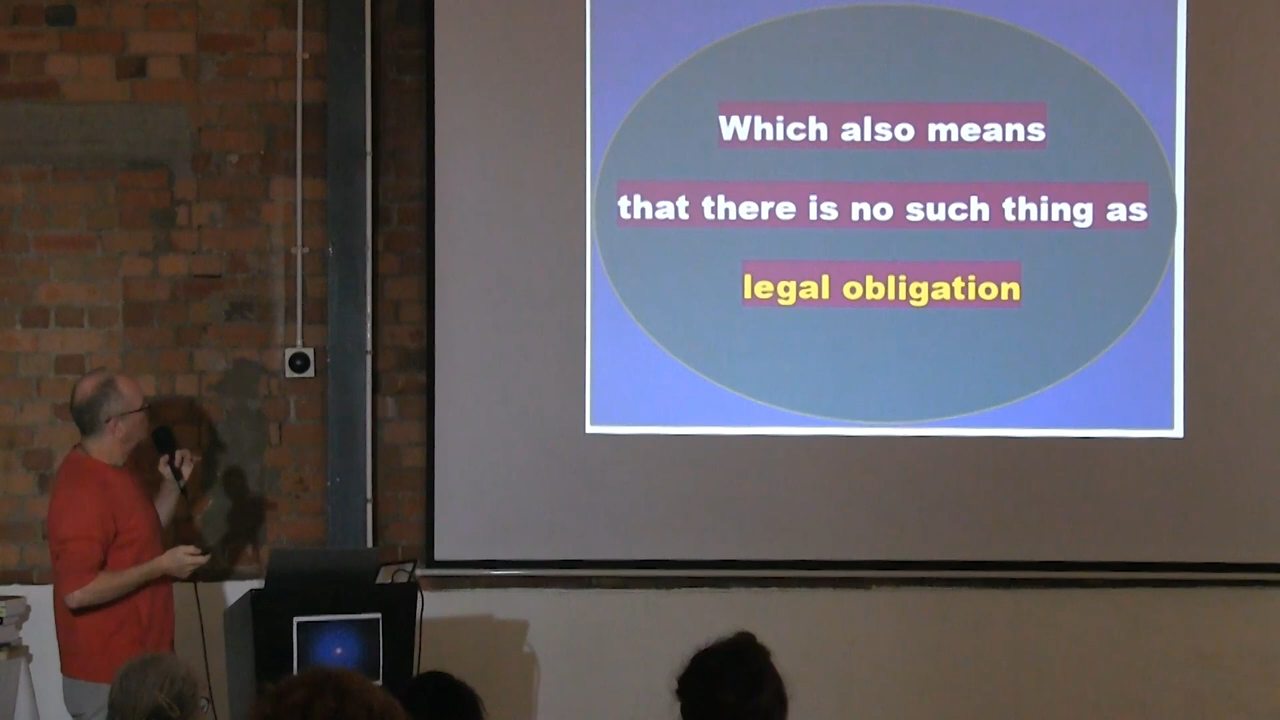 Which also means
that there is no such thing as
legal obligation